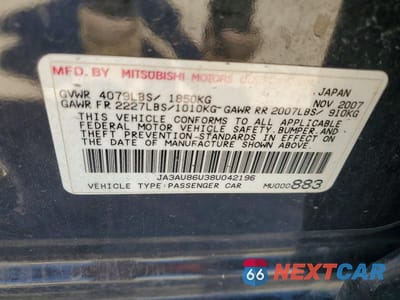 MFD. BY MITSUBISHI MOTORS
JAPAN
GVWR 4079LBS/ 1850KG NOV 2007
GAWR FR 2227LBS/1010KG-GAWR RR 2007LBS/ 910KG
THIS VEHICLE CONFORMS TO ALL APPLICABLE
FEDERAL MOTOR VEHICLE SAFETY,BUMPER,AND
THEFT PREVENTION STANDARDS IN EFFECT ON THE
DATE OF MANUFACTURE SHOWN ABOVE.
JA3AU86U38U042196
VEHICLE TYPE:PASSENGER CAR MU000883
66 NEXTCAR